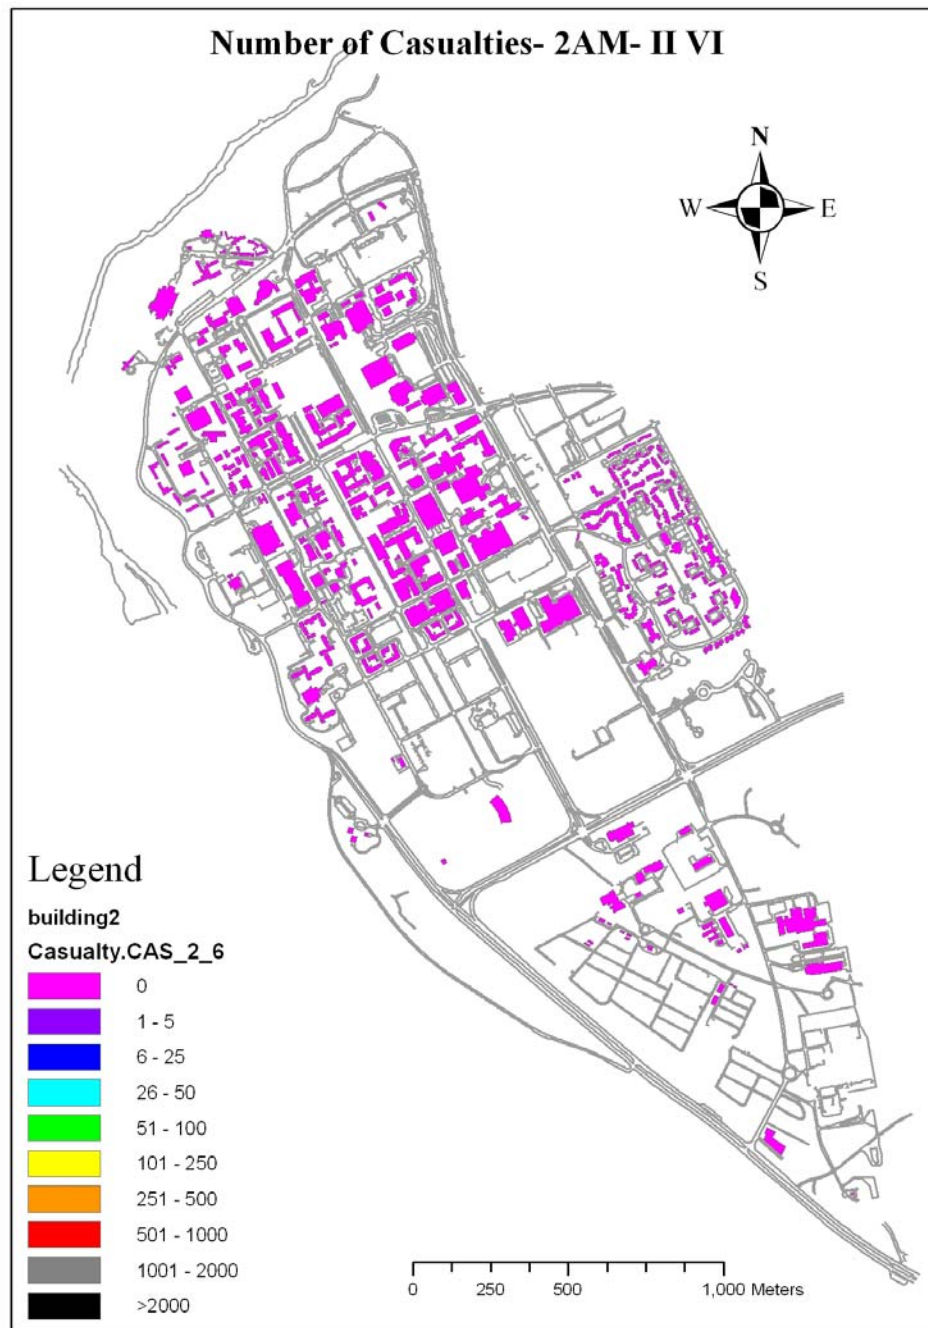 Number of Casualties- 2AM- II VI
N
W E
S
Legend
building2
Casualty.CAS_2_6
0
1 - 5
6 - 25
26 - 50
51 - 100
101 - 250
251 - 500
501 - 1000
1001 - 2000
>2000
0 250 500 1,000 Meters